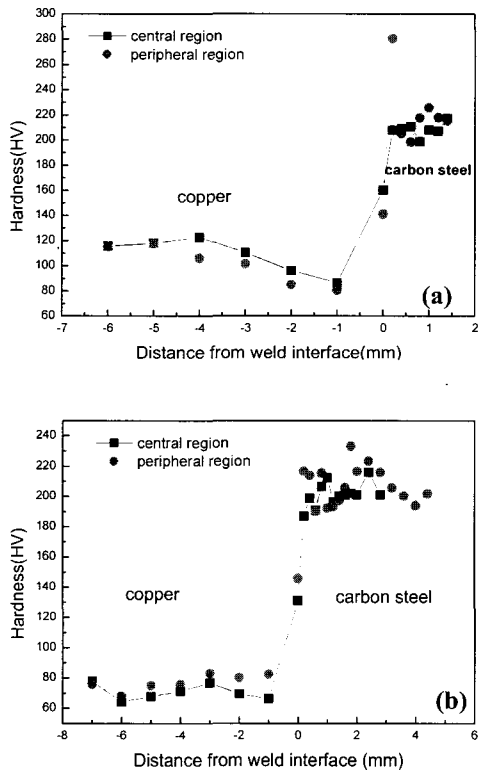 300
280
260
240
220
200
180
160
140
120
100
80
60
Hardness(HV)
central region
peripheral region
copper
carbon steel
(a)
-7 -6 -5 -4 -3 -2 -1 0 1 2
Distance from weld interface(mm)
240
220
200
180
160
140
120
100
80
60
Hardness(HV)
central region
peripheral region
copper
carbon steel
(b)
-8 -6 -4 -2 0 2 4 6
Distance from weld interface (mm)